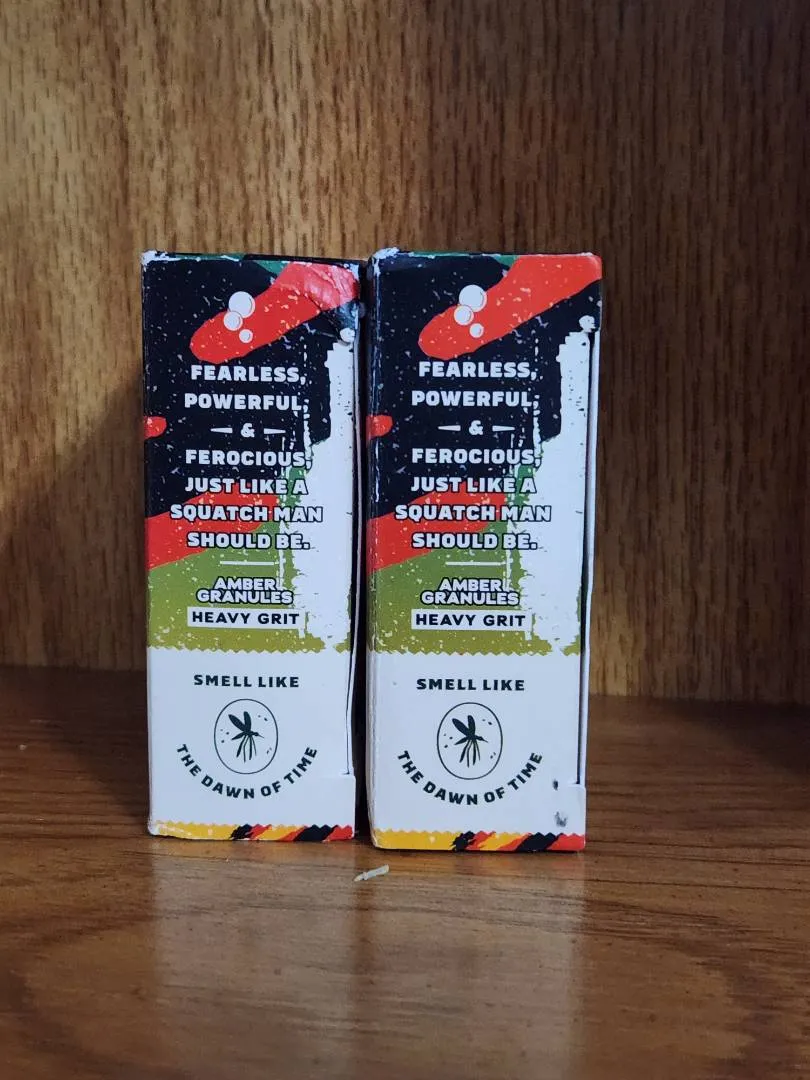 FEARLESS,
POWERFUL,
&
FEROCIOUS,
JUST LIKE A
SQUATCH MAN
SHOULD BE.
AMBER
GRANULES
HEAVY GRIT
SMELL LIKE
THE DAWN OF TIME
FEARLESS,
POWERFUL,
&
FEROCIOUS,
JUST LIKE A
SQUATCH MAN
SHOULD BE.
AMBER
GRANULES
HEAVY GRIT
SMELL LIKE
THE DAWN OF TIME